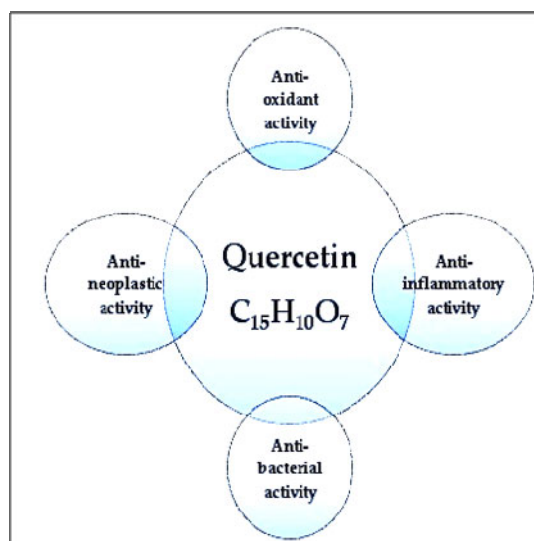 Anti-
oxidant
activity
Quercetin
C₁₅H₁₀O₇
Anti-
neoplastic
activity
Anti-
inflammatory
activity
Anti-
bacterial
activity